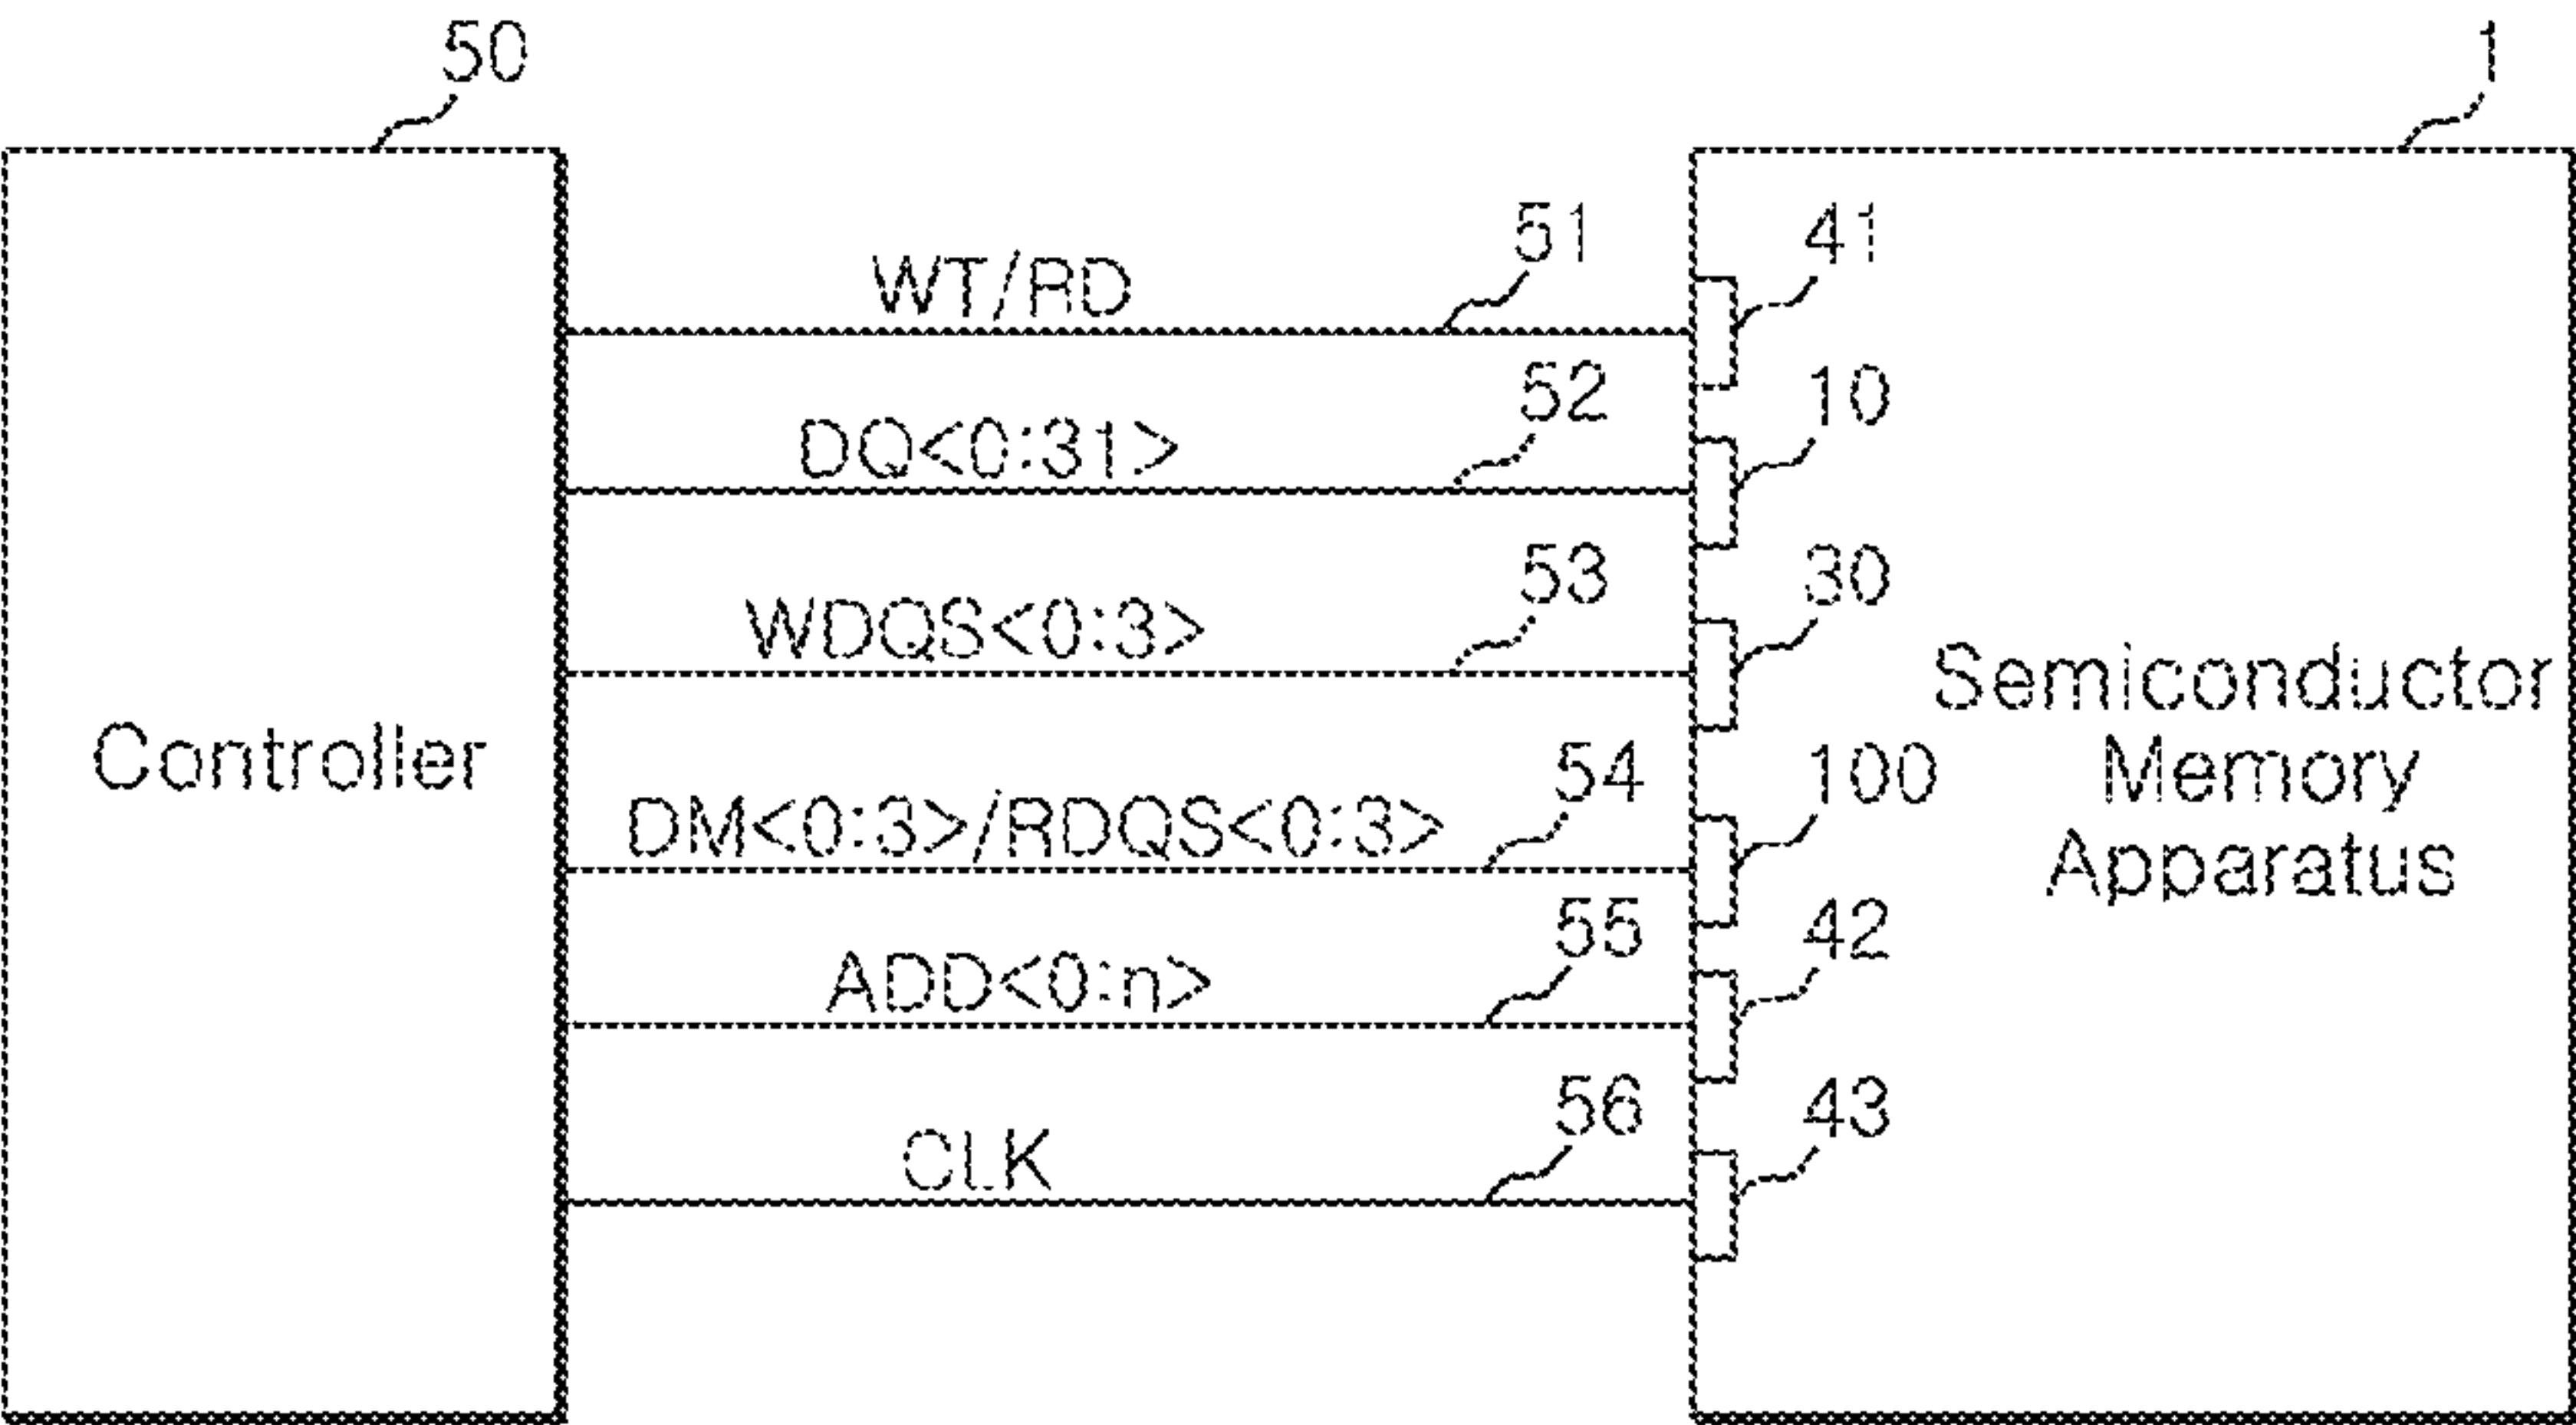 50
1
WT/RD
51
41
DQ<0:31>
52
10
WDQS<0:3>
53
30
Controller
Semiconductor
Memory
Apparatus
DM<0:3>/RDQS<0:3>
54
100
ADD<0:n>
55
42
CLK
56
43